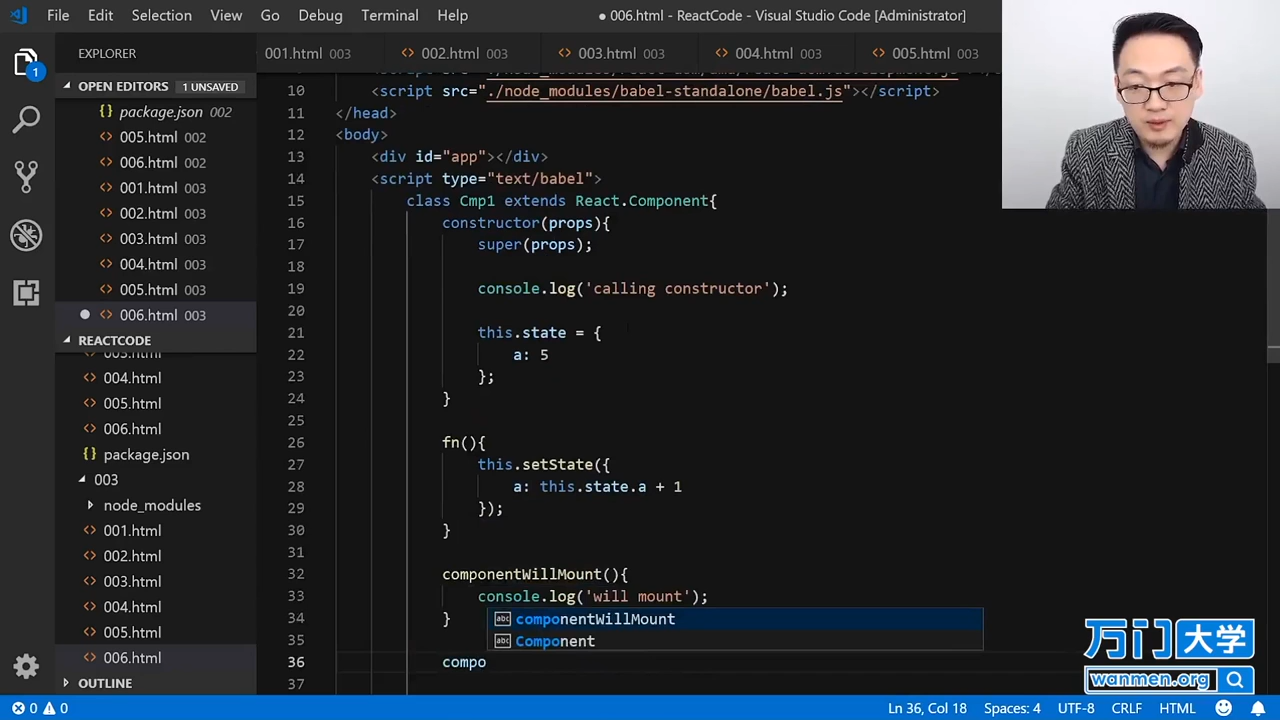 File Edit Selection View Go Debug Terminal Help
● 006.html - ReactCode - Visual Studio Code [Administrator]
EXPLORER
001.html 003
<> 002.html 003
<> 003.html 003
<> 004.html 003
<> 005.html 003
1
OPEN EDITORS 1 UNSAVED
{} package.json 002
<> 005.html 002
<> 006.html 002
<> 001.html 003
<> 002.html 003
<> 003.html 003
<> 004.html 003
<> 005.html 003
● <> 006.html 003
REACTCODE
<> 003.html
<> 004.html
<> 005.html
<> 006.html
{} package.json
003
node_modules
<> 001.html
<> 002.html
<> 003.html
<> 004.html
<> 005.html
<> 006.html
OUTLINE
10 <script src="./node_modules/babel-standalone/babel.js"></script>
11 </head>
12 <body>
13 <div id="app"></div>
14 <script type="text/babel">
15 class Cmp1 extends React.Component{
16 constructor(props){
17 super(props);
18
19 console.log('calling constructor');
20
21 this.state = {
22 a: 5
23 };
24 }
25
26 fn(){
27 this.setState({
28 a: this.state.a + 1
29 });
30 }
31
32 componentWillMount(){
33 console.log('will mount');
34 }
abc componentWillMount
35
abc Component
36 compo
37
万门大学
wanmen.org
0 0
Ln 36, Col 18 Spaces: 4 UTF-8 CRLF HTML